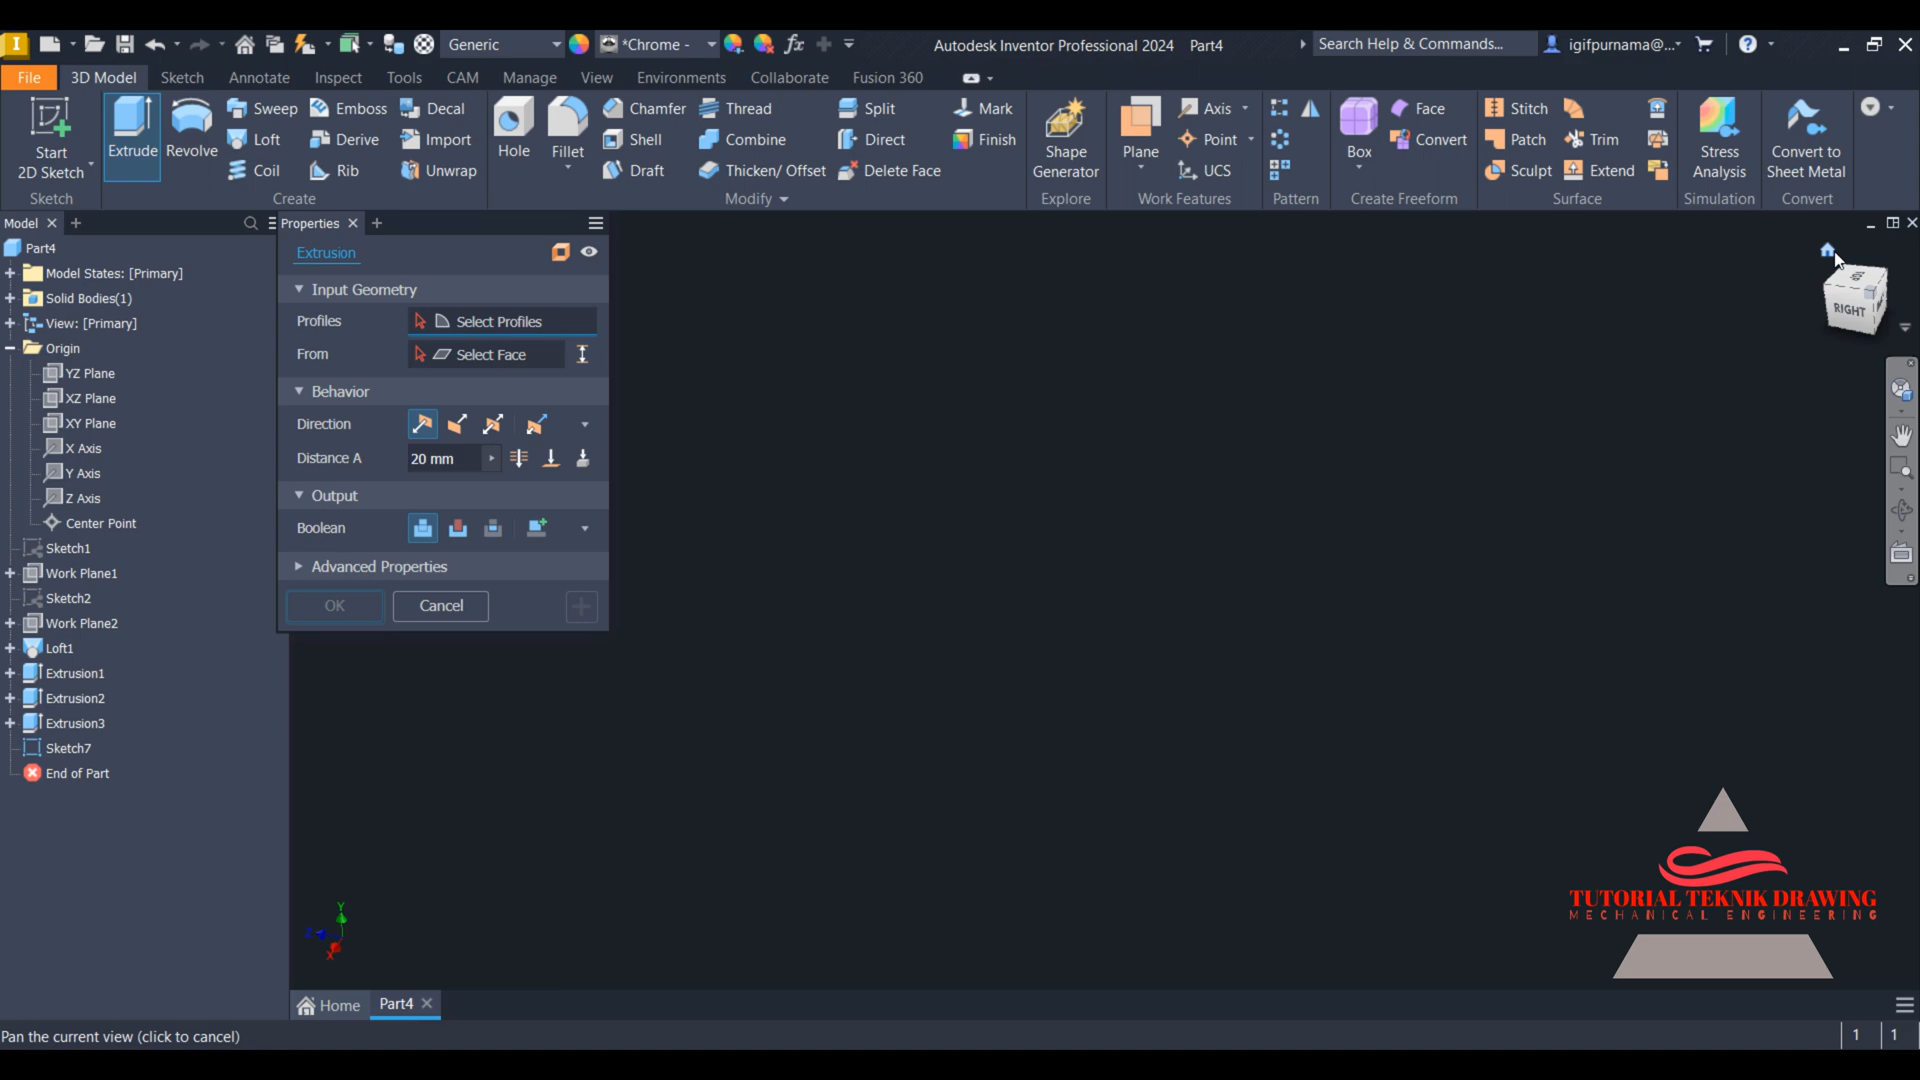 Generic
*Chrome -
fx
Autodesk Inventor Professional 2024 Part4
Search Help & Commands...
igifpurnama@...
File
3D Model
Sketch
Annotate
Inspect
Tools
CAM
Manage
View
Environments
Collaborate
Fusion 360
Start
2D Sketch
Sketch
Extrude
Revolve
Sweep
Loft
Coil
Emboss
Derive
Rib
Decal
Import
Unwrap
Create
Hole
Fillet
Chamfer
Shell
Draft
Thread
Combine
Thicken/ Offset
Split
Direct
Delete Face
Mark
Finish
Modify
Shape
Generator
Explore
Plane
Axis
Point
UCS
Work Features
Pattern
Box
Face
Convert
Create Freeform
Stitch
Patch
Sculpt
Trim
Extend
Surface
Stress
Analysis
Simulation
Convert to
Sheet Metal
Convert
Model
Part4
Model States: [Primary]
Solid Bodies(1)
View: [Primary]
Origin
YZ Plane
XZ Plane
XY Plane
X Axis
Y Axis
Z Axis
Center Point
Sketch1
Work Plane1
Sketch2
Work Plane2
Loft1
Extrusion1
Extrusion2
Extrusion3
Sketch7
End of Part
Properties
Extrusion
Input Geometry
Profiles
Select Profiles
From
Select Face
Behavior
Direction
Distance A
20 mm
Output
Boolean
Advanced Properties
OK
Cancel
RIGHT
Y
Z
X
TUTORIAL TEKNIK DRAWING
MECHANICAL ENGINEERING
Home
Part4
Pan the current view (click to cancel)
1
1